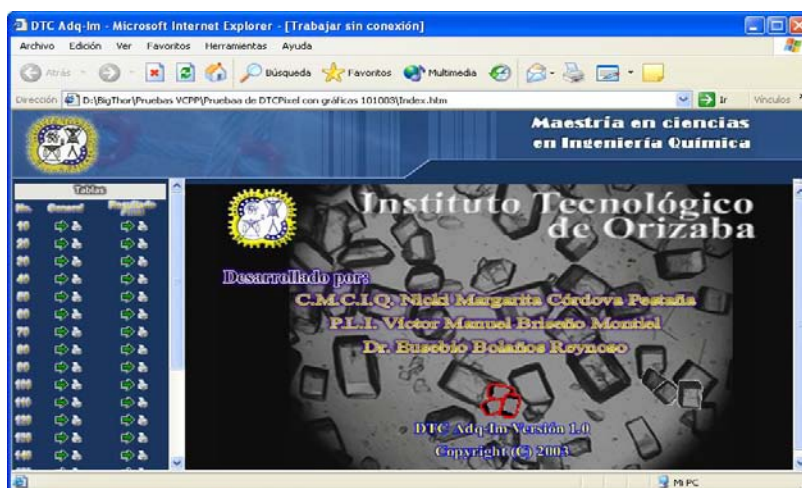 DTC Adq-Im - Microsoft Internet Explorer - [Trabajar sin conexión]
Archivo Edición Ver Favoritos Herramientas Ayuda
Atrás Búsqueda Favoritos Multimedia
Dirección D:\BigThor\Pruebas VCPP\Pruebas de DTCPixel con gráficas 101003\Index.htm Ir Vínculos
Maestría en ciencias
en Ingeniería Química
Tablas
No. General Resultado
10
20
30
40
50
60
70
80
90
100
110
120
130
140
Instituto Tecnológico
de Orizaba
Desarrollado por:
C.M.C.I.Q. Nicki Margarita Córdova Pestaña
P.L.I. Víctor Manuel Briseño Montiel
Dr. Eusebio Bolaños Reynoso
DTC Adq-Im Versión 1.0
Copyright (C) 2003
Mi PC